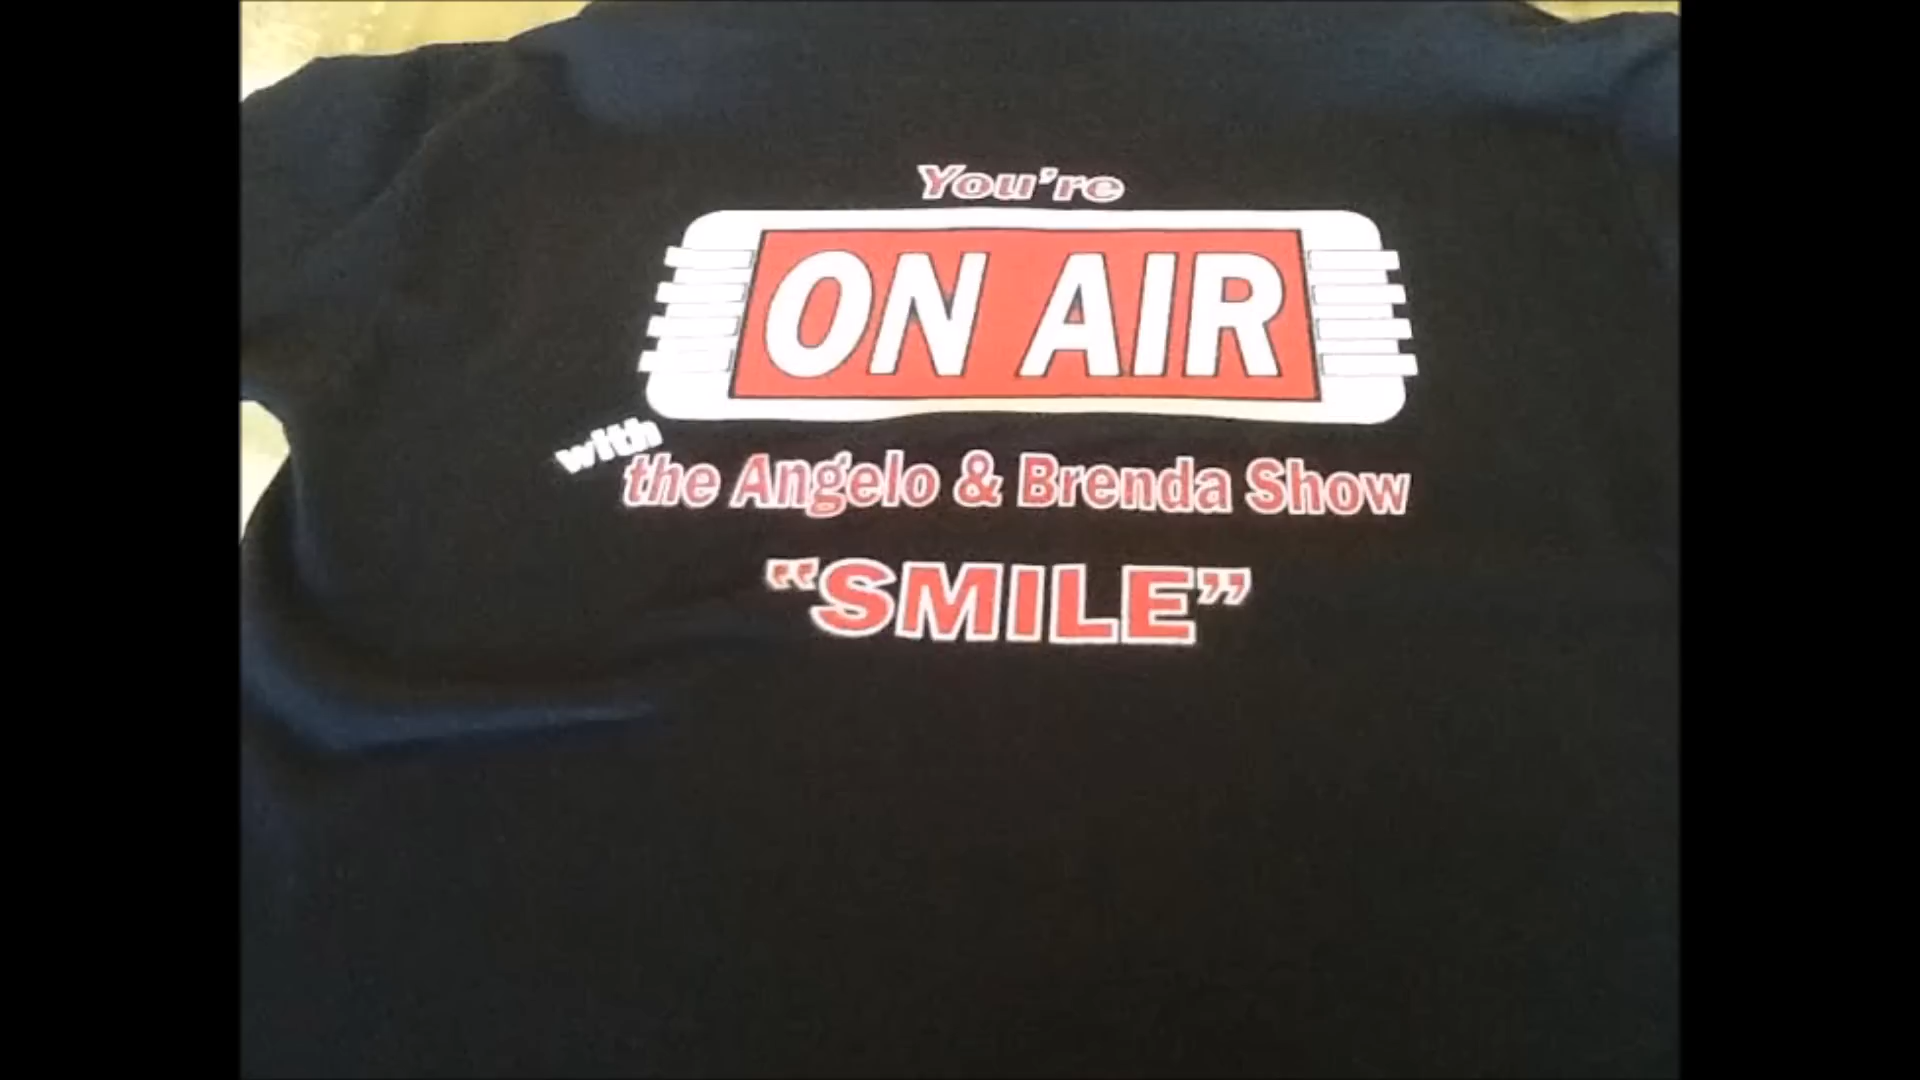 You're
ON AIR
with
the Angelo & Brenda Show
“SMILE”